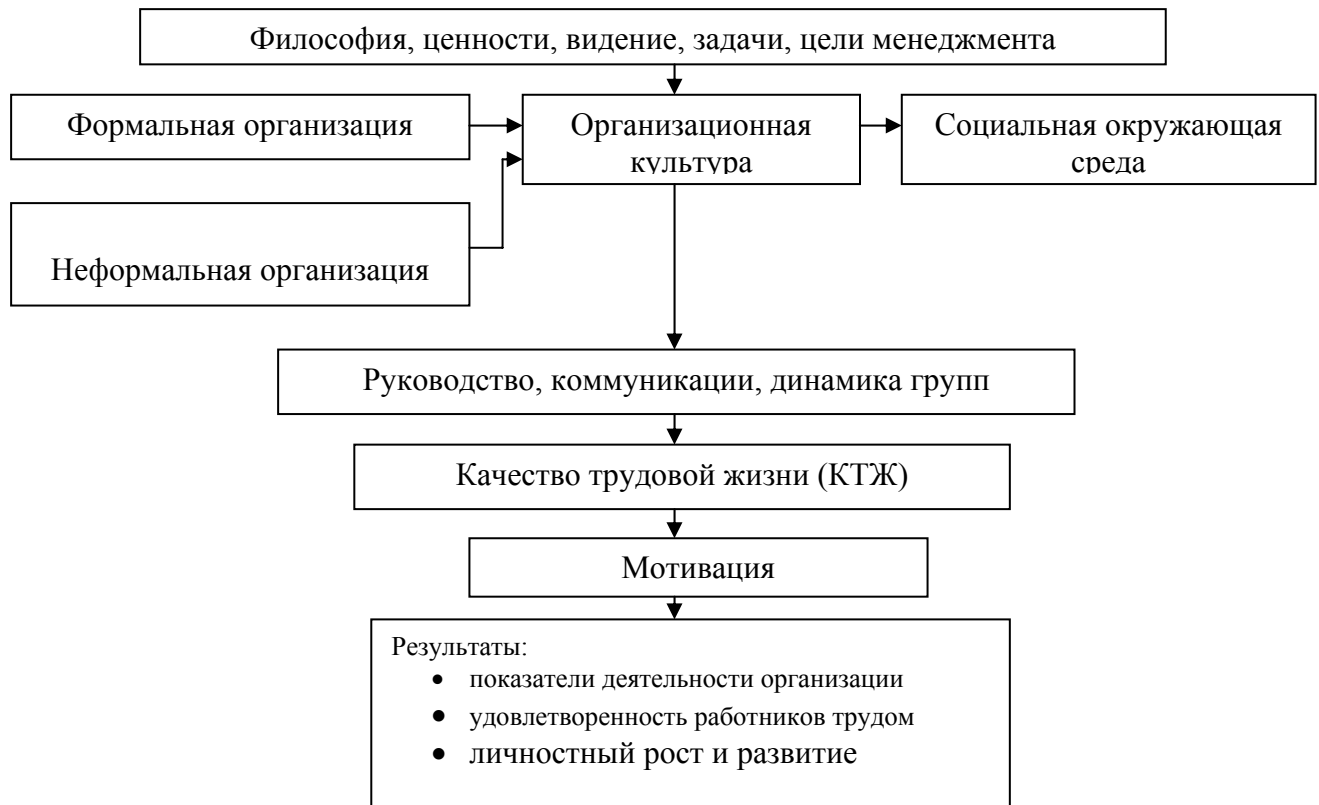 Философия, ценности, видение, задачи, цели менеджмента
Формальная организация
Организационная
культура
Социальная окружающая
среда
Неформальная организация
Руководство, коммуникации, динамика групп
Качество трудовой жизни (КТЖ)
Мотивация
Результаты:
• показатели деятельности организации
• удовлетворенность работников трудом
• личностный рост и развитие